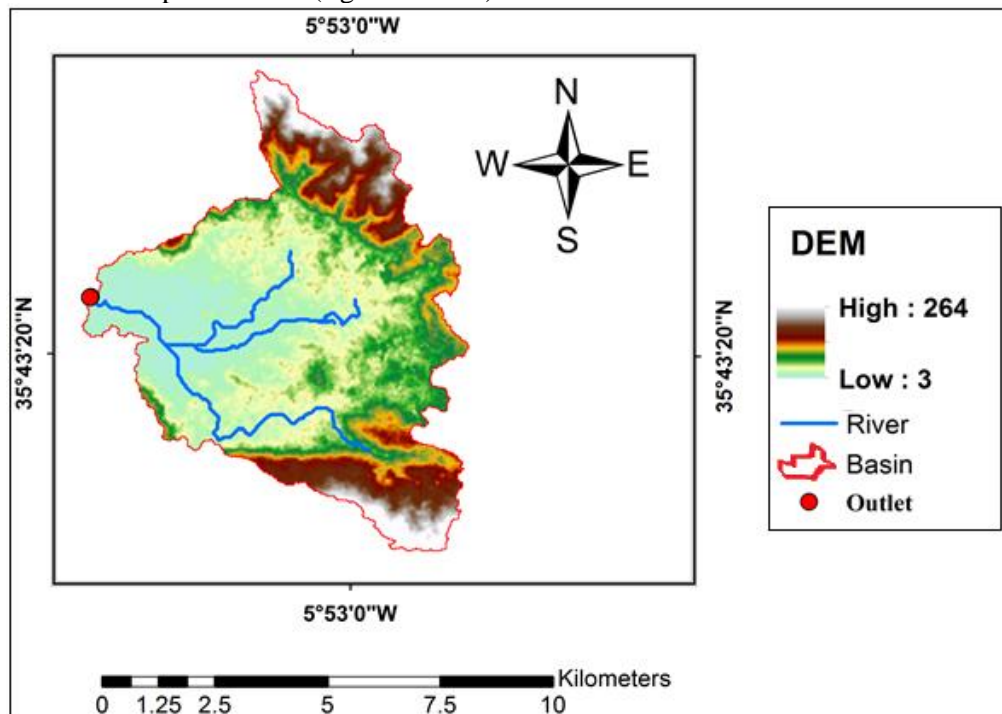 5°53'0"W
N
W E
S
35°43'20"N
35°43'20"N
DEM
High : 264
Low : 3
River
Basin
Outlet
5°53'0"W
Kilometers
0 1.25 2.5 5 7.5 10